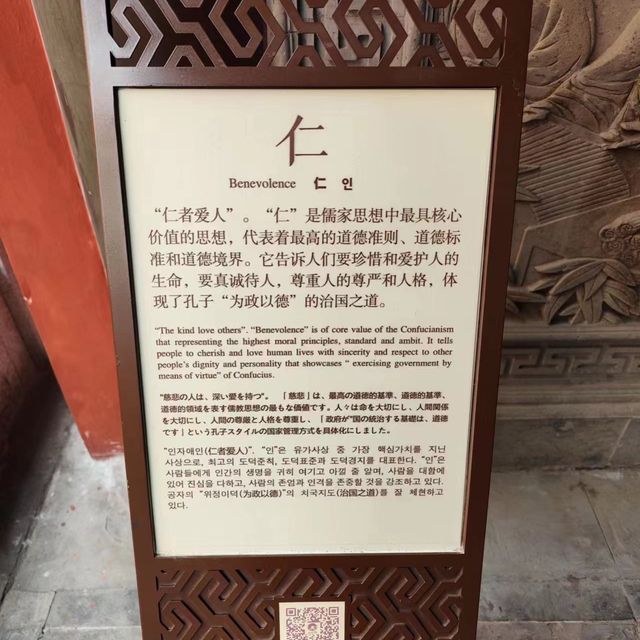 仁
Benevolence 仁 인
“仁者爱人”。“仁”是儒家思想中最具核心
价值的思想，代表着最高的道德准则、道德标
准和道德境界。它告诉人们要珍惜和爱护人的
生命，要真诚待人，尊重人的尊严和人格，体
现了孔子“为政以德”的治国之道。
"The kind love others". "Benevolence" is of core value of the Confucianism
that representing the highest moral principles, standard and ambit. It tells
people to cherish and love human lives with sincerity and respect to other
people's dignity and personality that showcases " exercising government by
means of virtue" of Confucius.
"慈悲の人は、深い愛を持つ"。「慈悲」は、最高の道徳的基準、道徳的基準、
道徳的領域を表す儒教思想の最もな価値です。人々は命を大切にし、人間関係
を大切にし、人間の尊厳と人格を尊重し、「政府が"国の統治する基礎は、道徳
です」という孔子スタイルの国家管理方式を具体化にしました。
"인자애인(仁者爱人)". "인"은 유가사상 중 가장 핵심가치를 지닌
사상으로, 최고의 도덕준칙, 도덕표준과 도덕경지를 대표한다. "인"은
사람들에게 인간의 생명을 귀히 여기고 아낄 줄 알며, 사람을 대함에
있어 진심을 다하고, 사람의 존엄과 인격을 존중할 것을 강조하고 있다.
공자의 "위정이덕(为政以德)"의 치국지도(治国之道)를 잘 체현하고
있다.